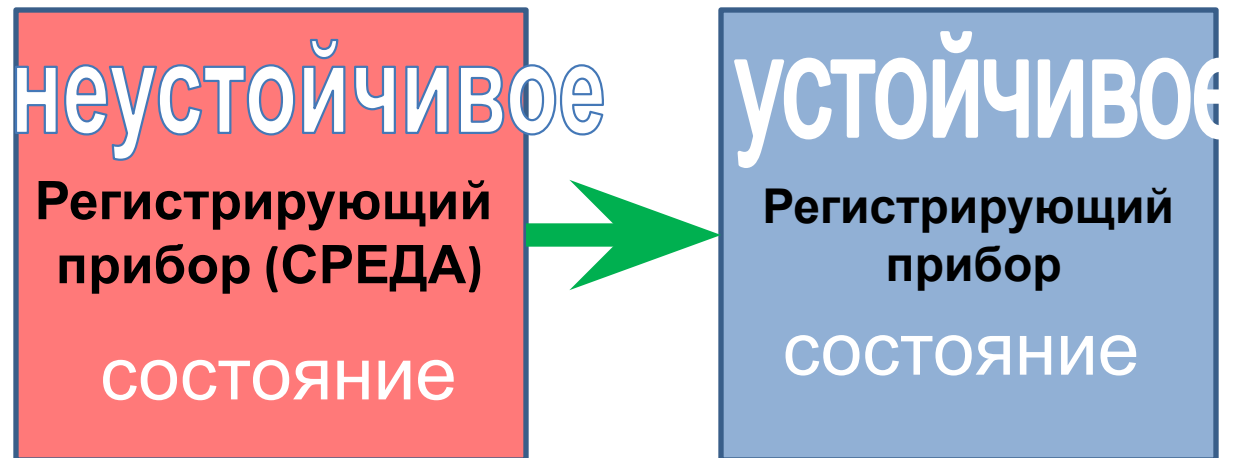 неустойчивое
Регистрирующий
прибор (СРЕДА)
состояние
устойчивое
Регистрирующий
прибор
состояние